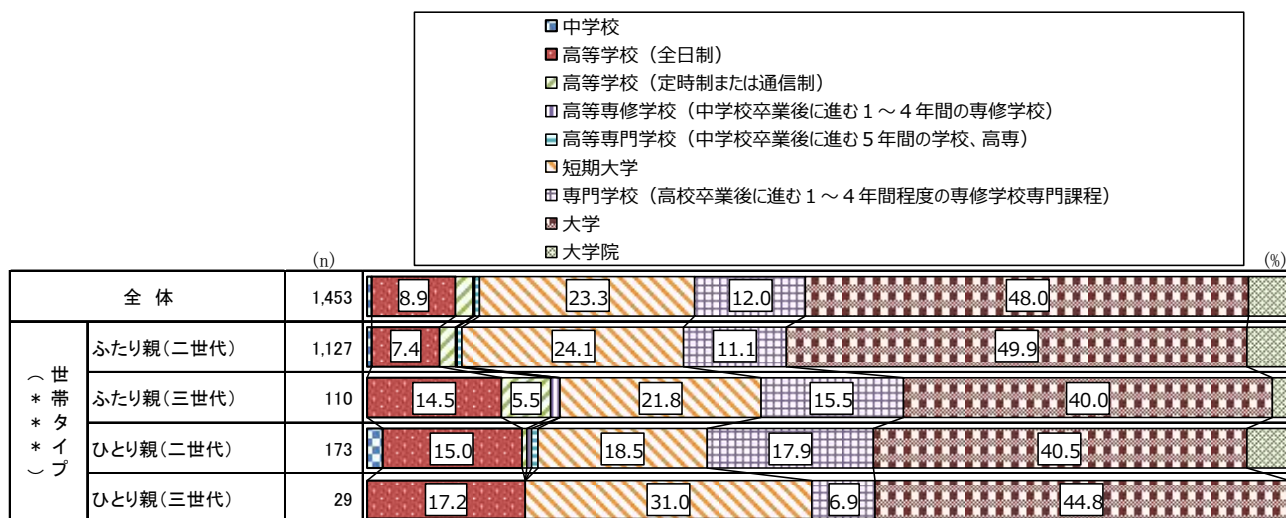 中学校
高等学校（全日制）
高等学校（定時制または通信制）
高等専修学校（中学校卒業後に進む１～４年間の専修学校）
高等専門学校（中学校卒業後に進む５年間の学校、高専）
短期大学
専門学校（高校卒業後に進む１～４年間程度の専修学校専門課程）
大学
大学院
(n) (%)
全 体 1,453 8.9 23.3 12.0 48.0
世帯タイプ（＊＊）
ふたり親（二世代） 1,127 7.4 24.1 11.1 49.9
ふたり親（三世代） 110 14.5 5.5 21.8 15.5 40.0
ひとり親（二世代） 173 15.0 18.5 17.9 40.5
ひとり親（三世代） 29 17.2 31.0 6.9 44.8